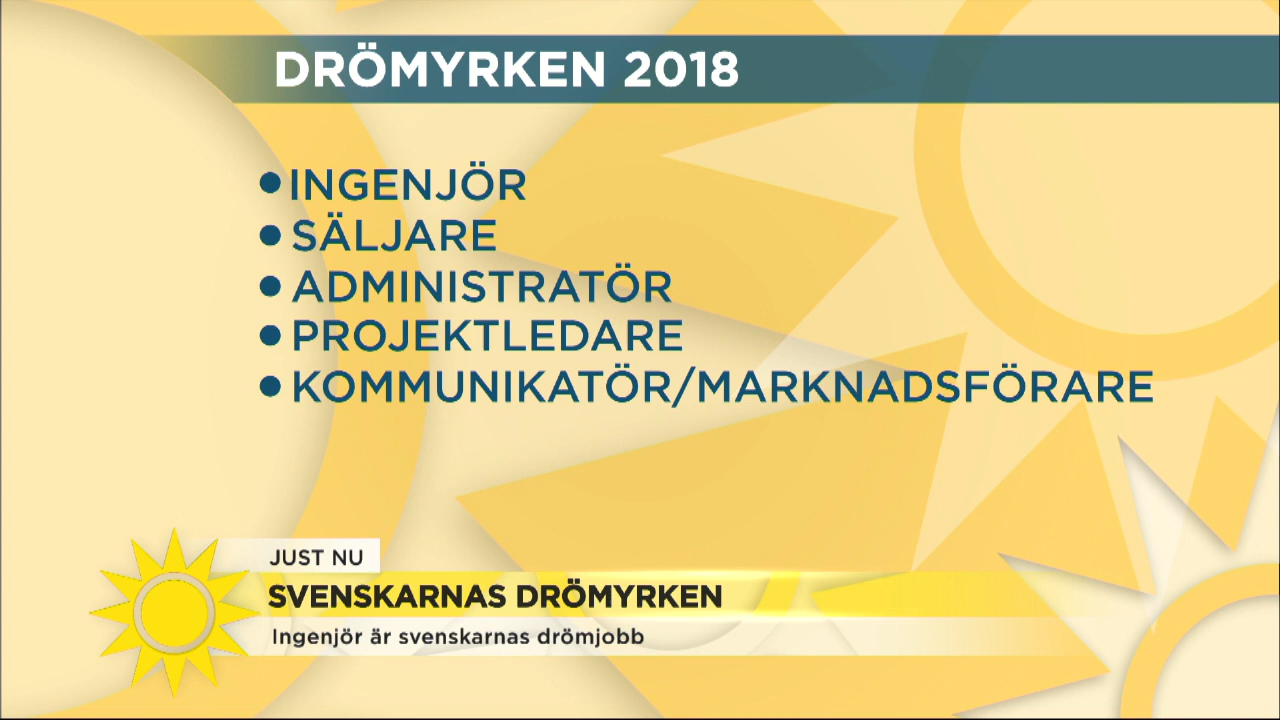 DRÖMYRKEN 2018
• INGENJÖR
• SÄLJARE
• ADMINISTRATÖR
• PROJEKTLEDARE
• KOMMUNIKATÖR/MARKNADSFÖRARE
JUST NU
SVENSKARNAS DRÖMYRKEN
Ingenjör är svenskarnas drömjobb